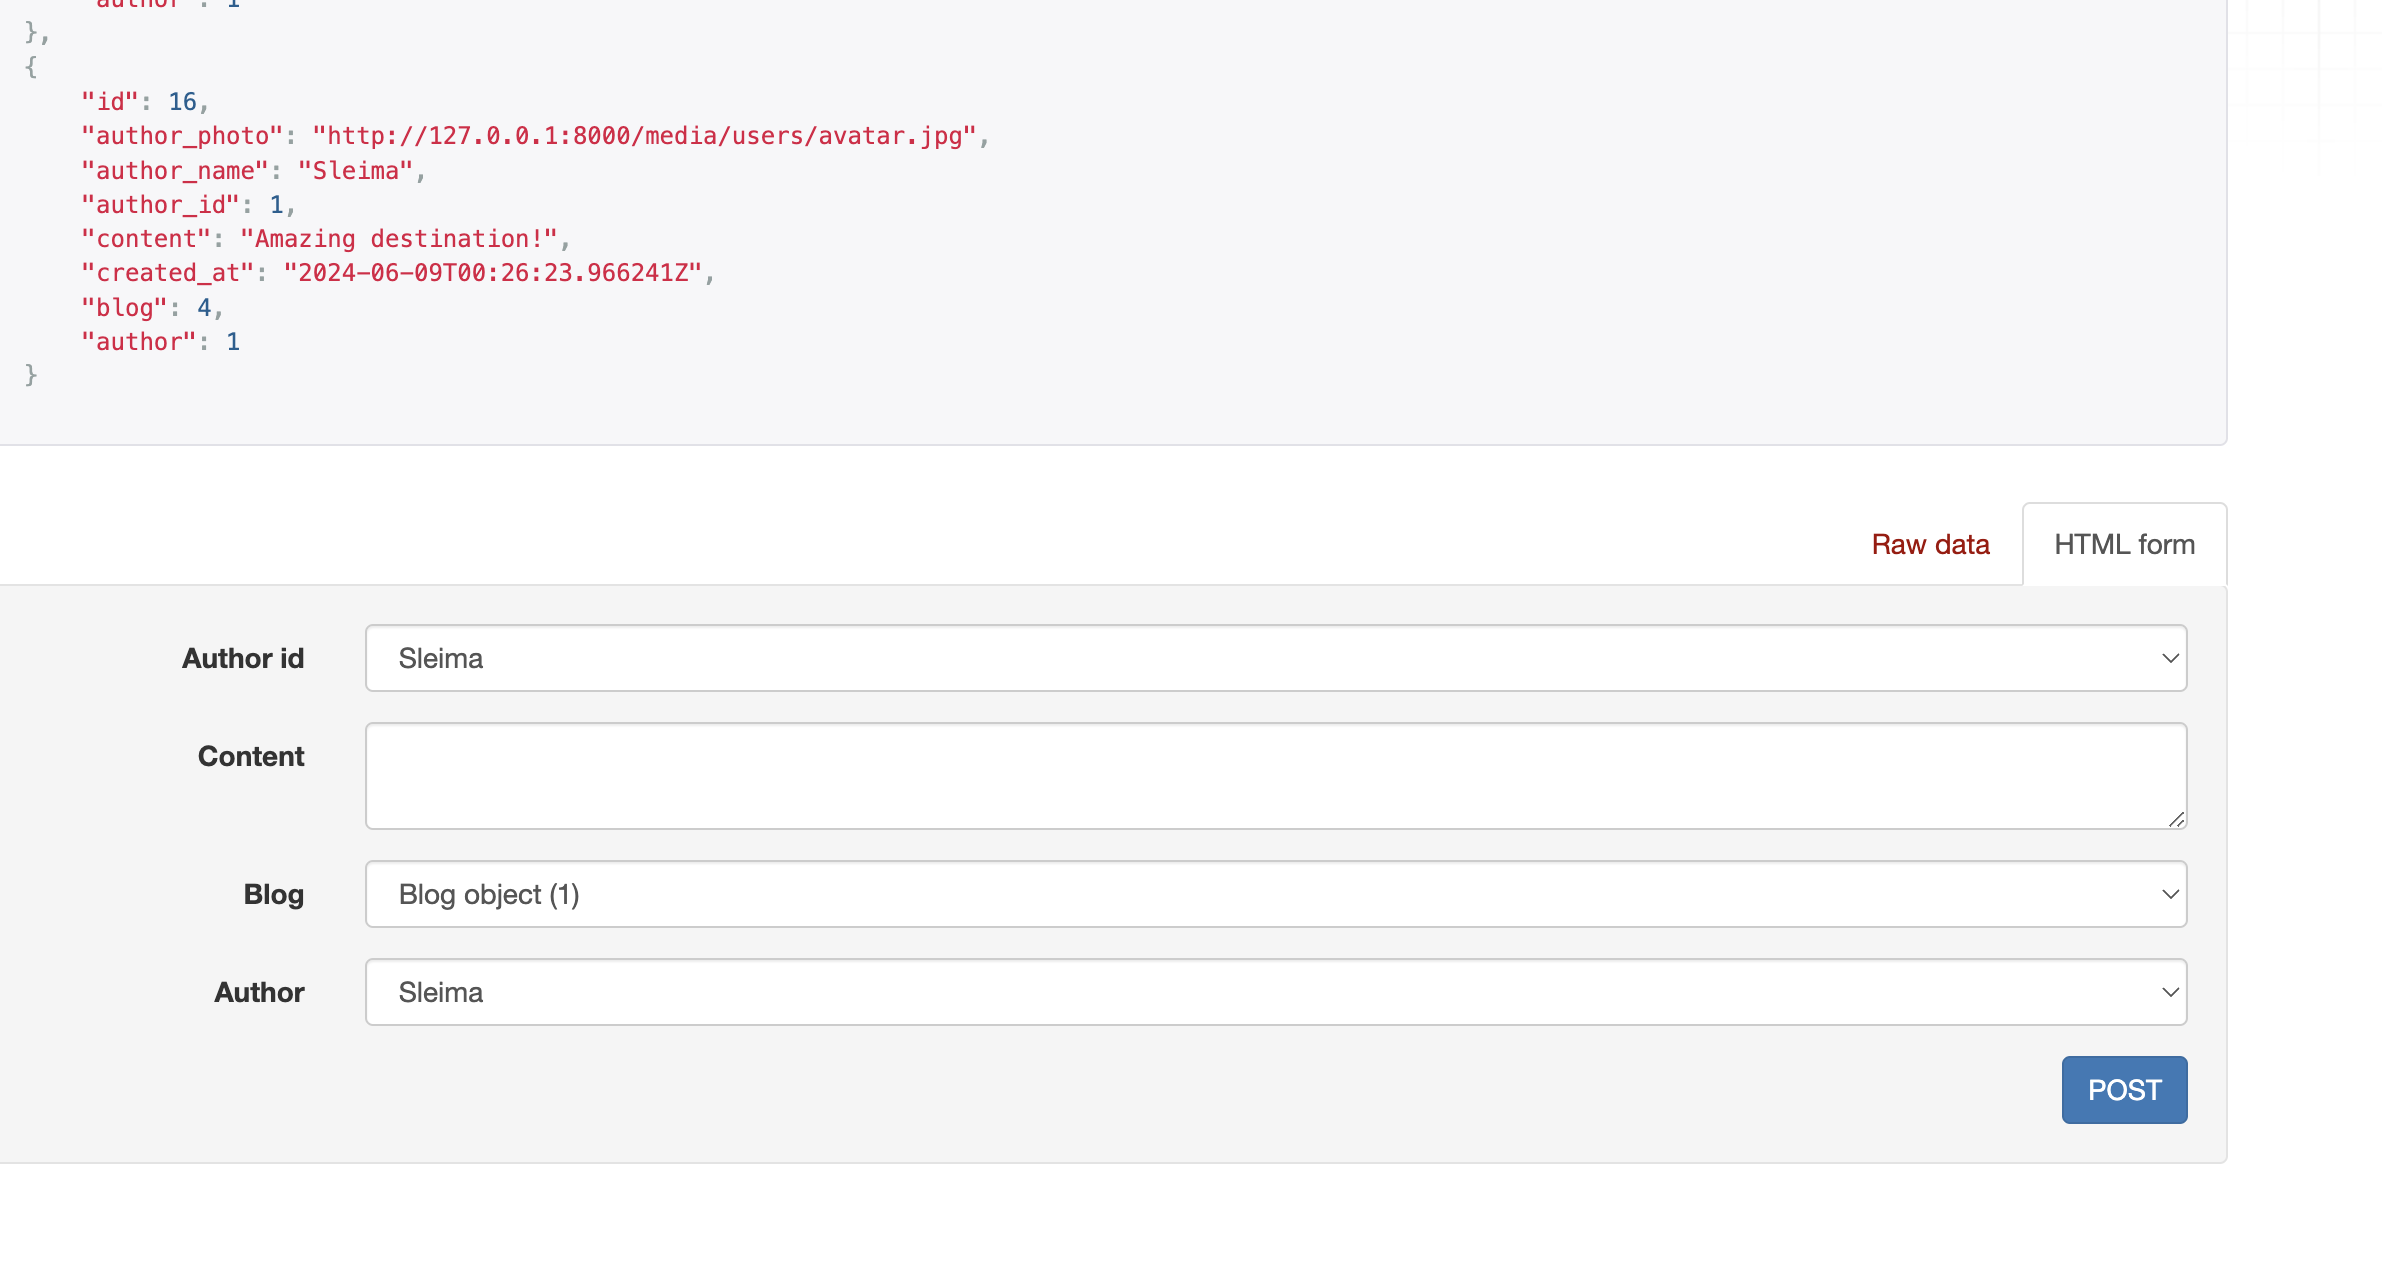 "author": 1
},
{
"id": 16,
"author_photo": "http://127.0.0.1:8000/media/users/avatar.jpg",
"author_name": "Sleima",
"author_id": 1,
"content": "Amazing destination!",
"created_at": "2024-06-09T00:26:23.966241Z",
"blog": 4,
"author": 1
}
Raw data
HTML form
Author id
Sleima
Content
Blog
Blog object (1)
Author
Sleima
POST